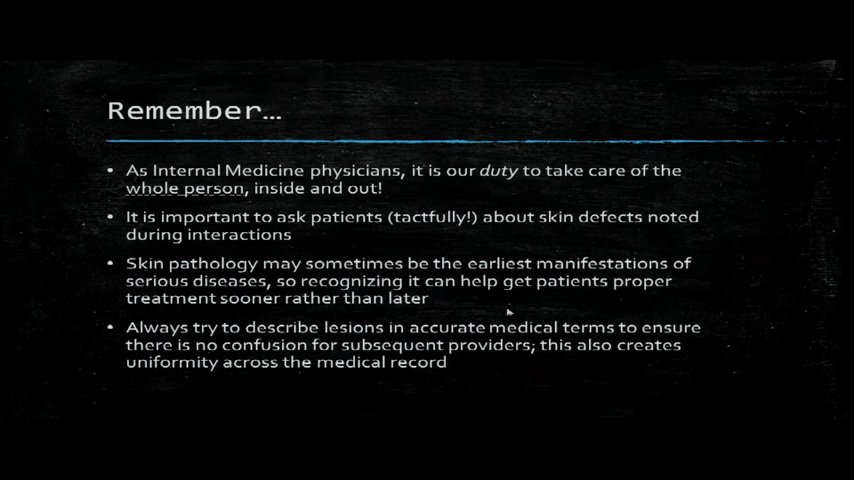 Remember…
• As Internal Medicine physicians, it is our duty to take care of the
whole person, inside and out!
• It is important to ask patients (tactfully!) about skin defects noted
during interactions
• Skin pathology may sometimes be the earliest manifestations of
serious diseases, so recognizing it can help get patients proper
treatment sooner rather than later
• Always try to describe lesions in accurate medical terms to ensure
there is no confusion for subsequent providers; this also creates
uniformity across the medical record